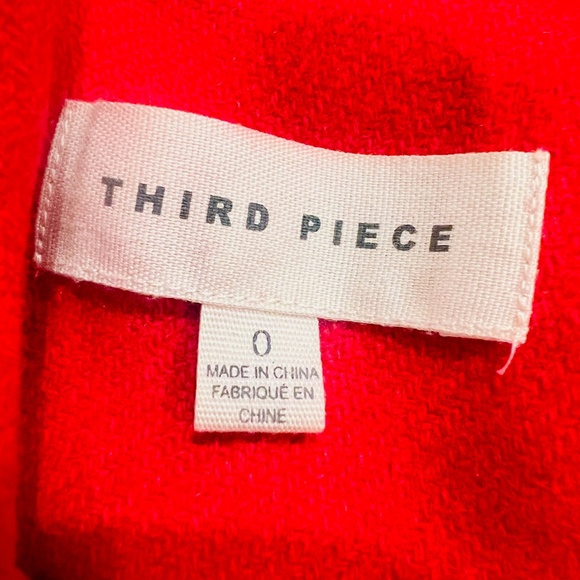 THIRD PIECE
0
MADE IN CHINA
FABRIQUÉ EN
CHINE